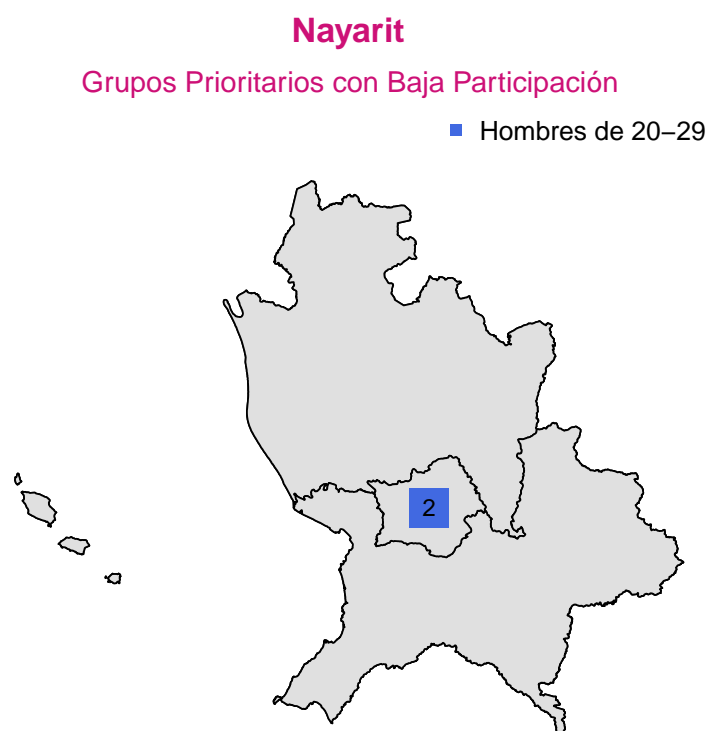 Nayarit
Grupos Prioritarios con Baja Participación
Hombres de 20−29
2